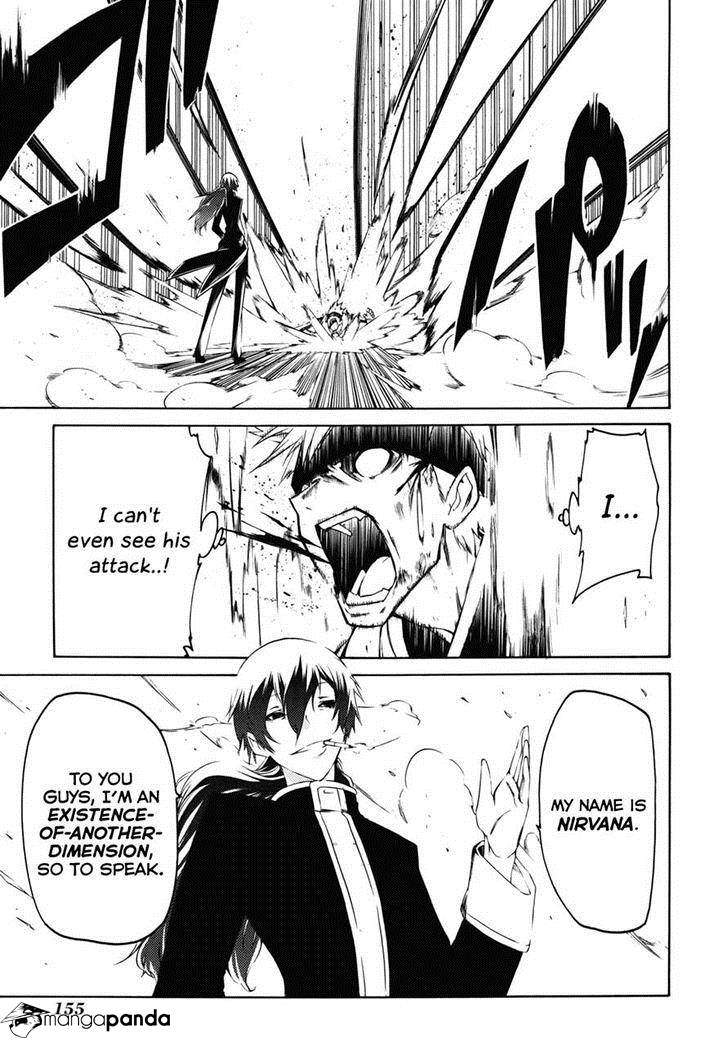 I...
I can't
even see his
attack..!
MY NAME IS
NIRVANA.
TO YOU
GUYS, I'M AN
EXISTENCE-
OF-ANOTHER-
DIMENSION,
SO TO SPEAK.
155
mangapanda